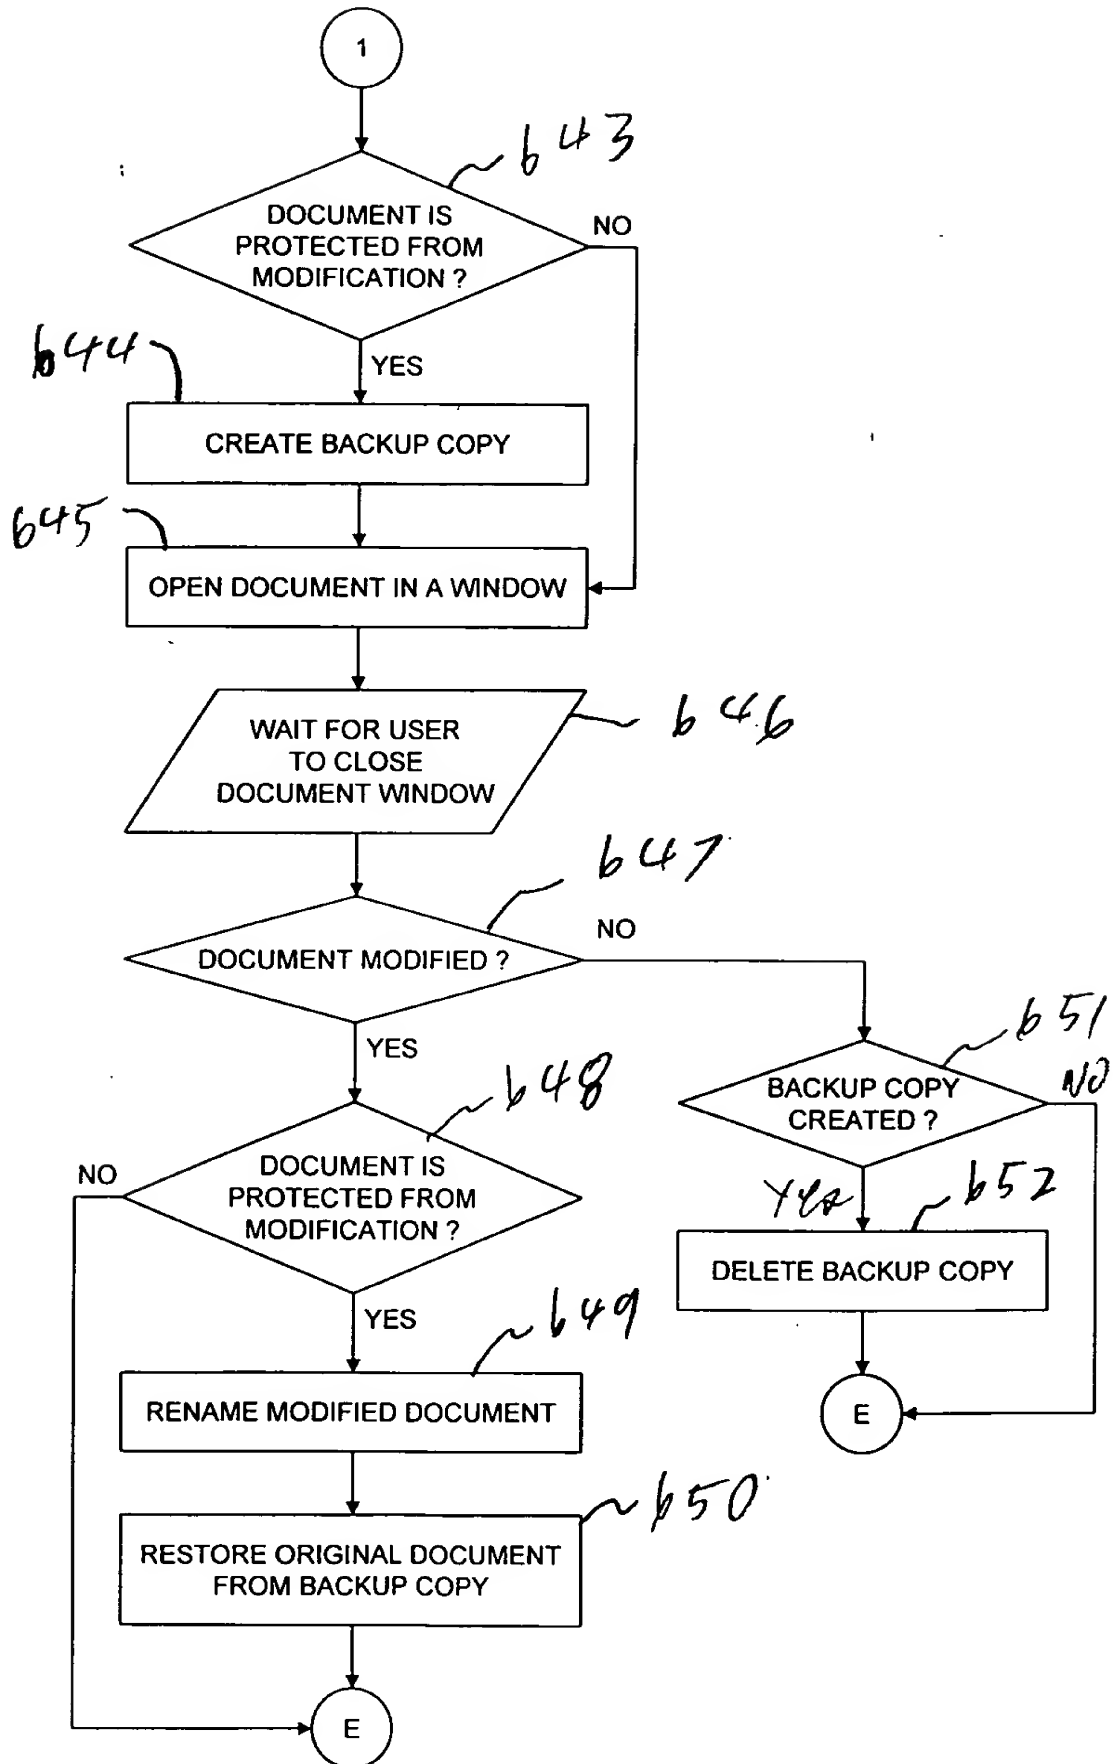 1
643
DOCUMENT IS
PROTECTED FROM
MODIFICATION ?
NO
644
YES
CREATE BACKUP COPY
645
OPEN DOCUMENT IN A WINDOW
646
WAIT FOR USER
TO CLOSE
DOCUMENT WINDOW
647
NO
DOCUMENT MODIFIED ?
651
YES
648
BACKUP COPY
CREATED ?
NO
NO
DOCUMENT IS
PROTECTED FROM
MODIFICATION ?
Yes
652
DELETE BACKUP COPY
YES
649
RENAME MODIFIED DOCUMENT
E
650
RESTORE ORIGINAL DOCUMENT
FROM BACKUP COPY
E